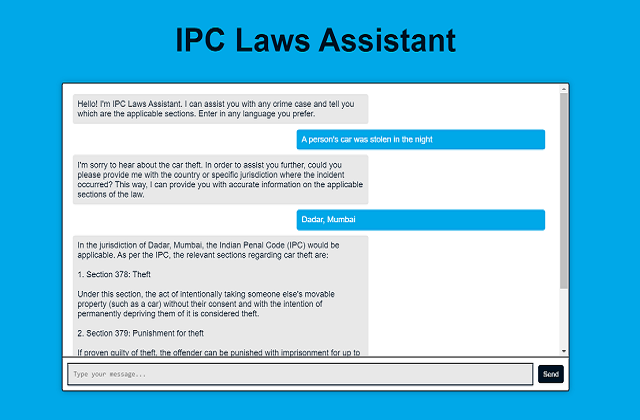 IPC Laws Assistant
Hello! I'm IPC Laws Assistant. I can assist you with any crime case and tell you
which are the applicable sections. Enter in any language you prefer.
A person's car was stolen in the night
I'm sorry to hear about the car theft. In order to assist you further, could you
please provide me with the country or specific jurisdiction where the incident
occurred? This way, I can provide you with accurate information on the applicable
sections of the law.
Dadar, Mumbai
In the jurisdiction of Dadar, Mumbai, the Indian Penal Code (IPC) would be
applicable. As per the IPC, the relevant sections regarding car theft are:
1. Section 378: Theft
Under this section, the act of intentionally taking someone else's movable
property (such as a car) without their consent and with the intention of
permanently depriving them of it is considered theft.
2. Section 379: Punishment for theft
If proven guilty of theft, the offender can be punished with imprisonment for up to
Type your message...
Send